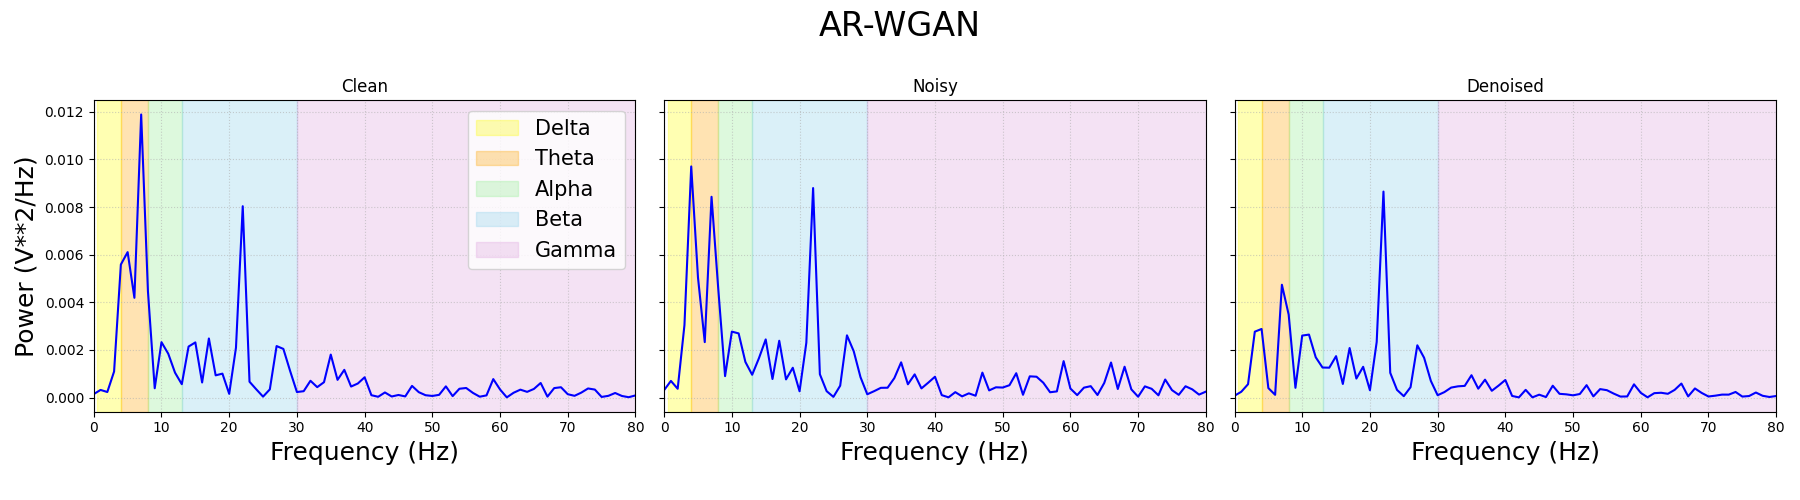 AR-WGAN
Clean
Noisy
Denoised
Power (V**2/Hz)
0.012
0.010
0.008
0.006
0.004
0.002
0.000
Delta
Theta
Alpha
Beta
Gamma
0 10 20 30 40 50 60 70 80
0 10 20 30 40 50 60 70 80
0 10 20 30 40 50 60 70 80
Frequency (Hz)
Frequency (Hz)
Frequency (Hz)